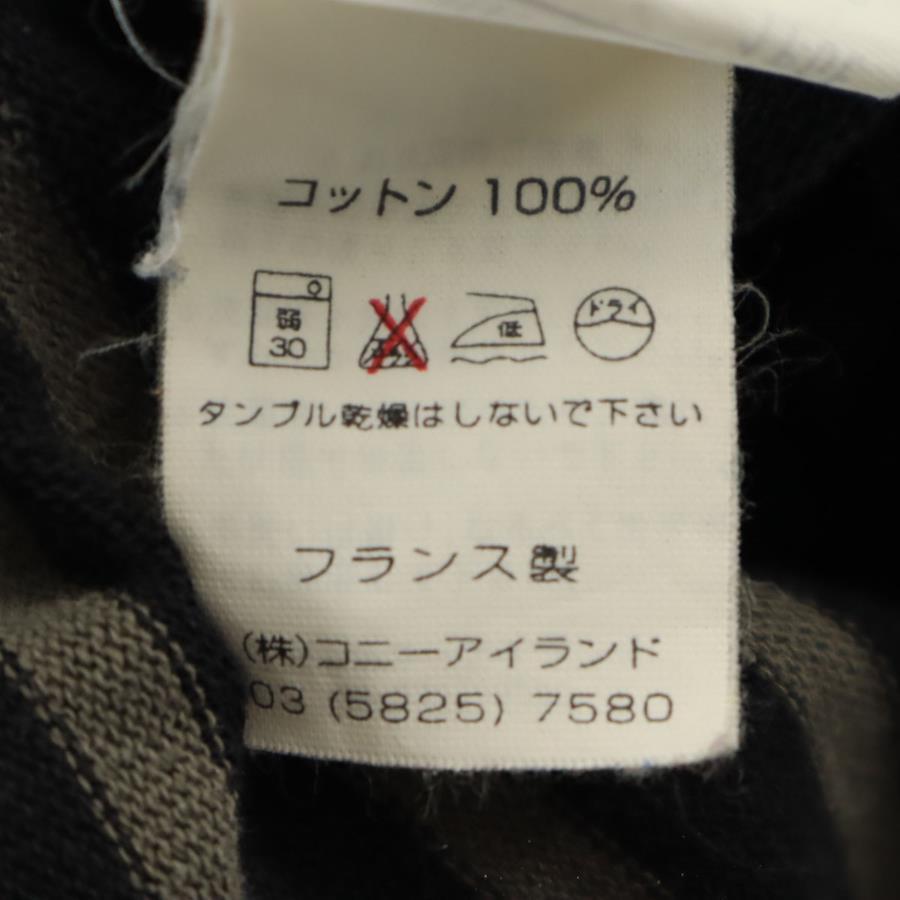 コットン 100%
弱 30 低 ドライ
タンブル乾燥はしないで下さい
フランス製
(株)コニーアイランド
03 (5825) 7580